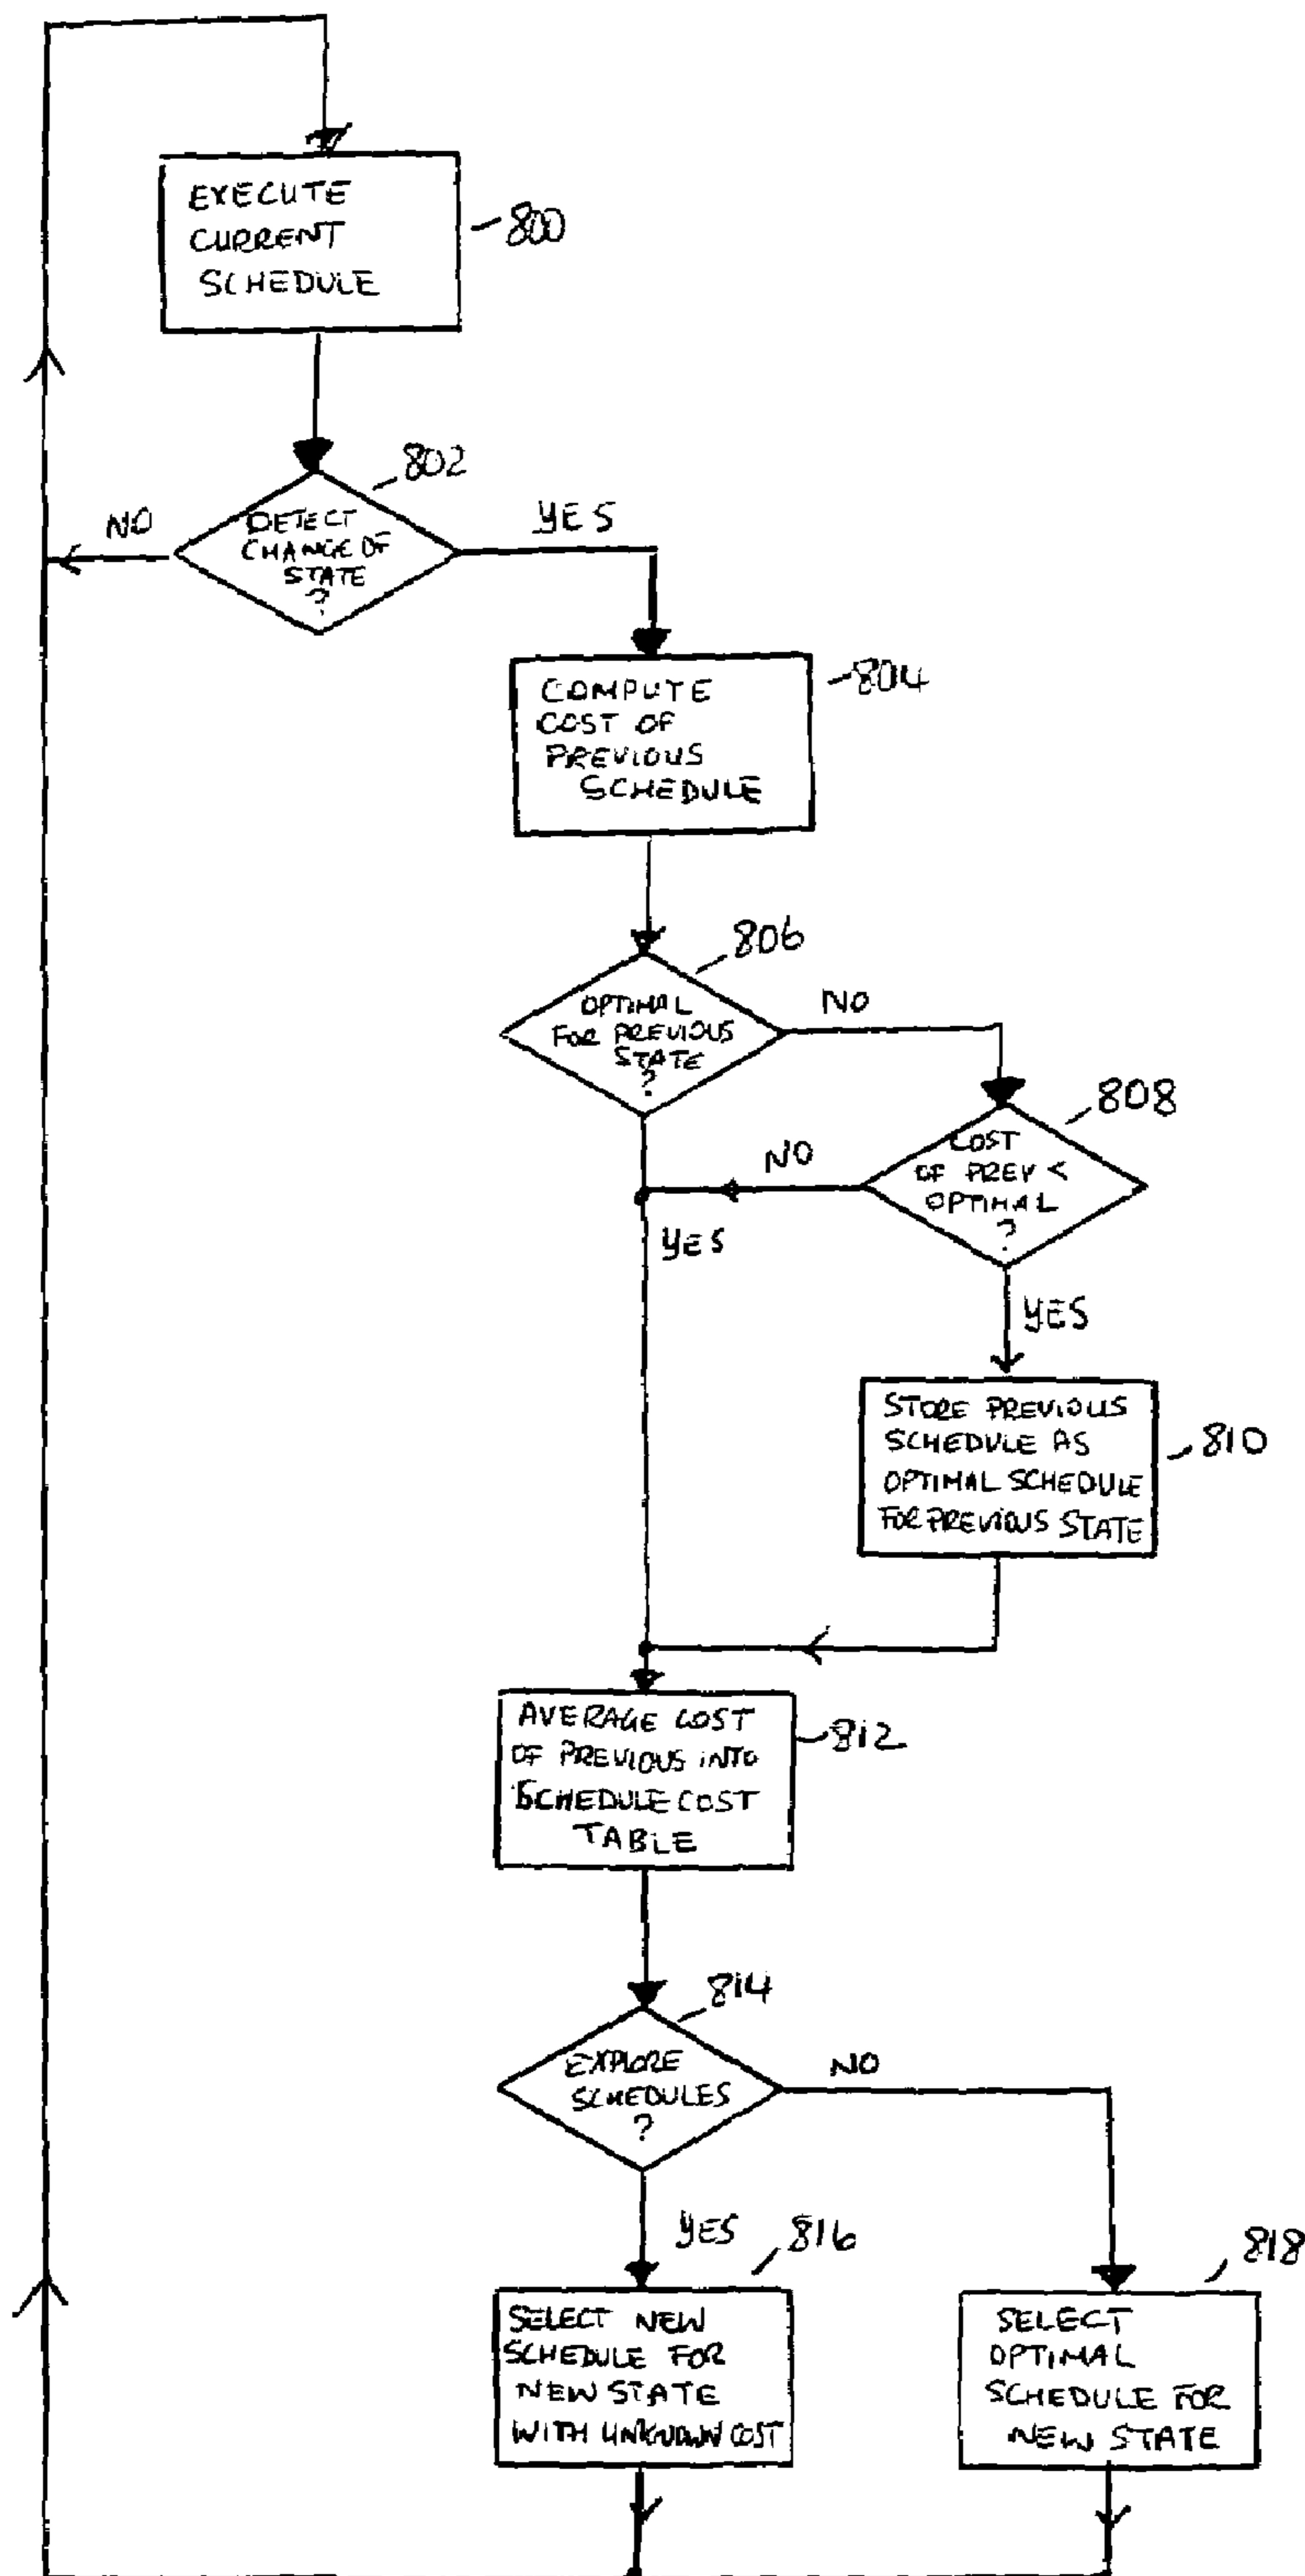 EXECUTE
CURRENT
SCHEDULE
800
802
DETECT
CHANGE OF
STATE
?
NO
YES
COMPUTE
COST OF
PREVIOUS
SCHEDULE
804
806
OPTIMAL
FOR PREVIOUS
STATE
?
NO
808
COST
OF PREV <
OPTIMAL
?
NO
YES
YES
STORE PREVIOUS
SCHEDULE AS
OPTIMAL SCHEDULE
FOR PREVIOUS STATE
810
AVERAGE COST
OF PREVIOUS INTO
SCHEDULE COST
TABLE
812
814
EXPLORE
SCHEDULES
?
NO
YES
816
SELECT NEW
SCHEDULE FOR
NEW STATE
WITH UNKNOWN COST
818
SELECT
OPTIMAL
SCHEDULE FOR
NEW STATE